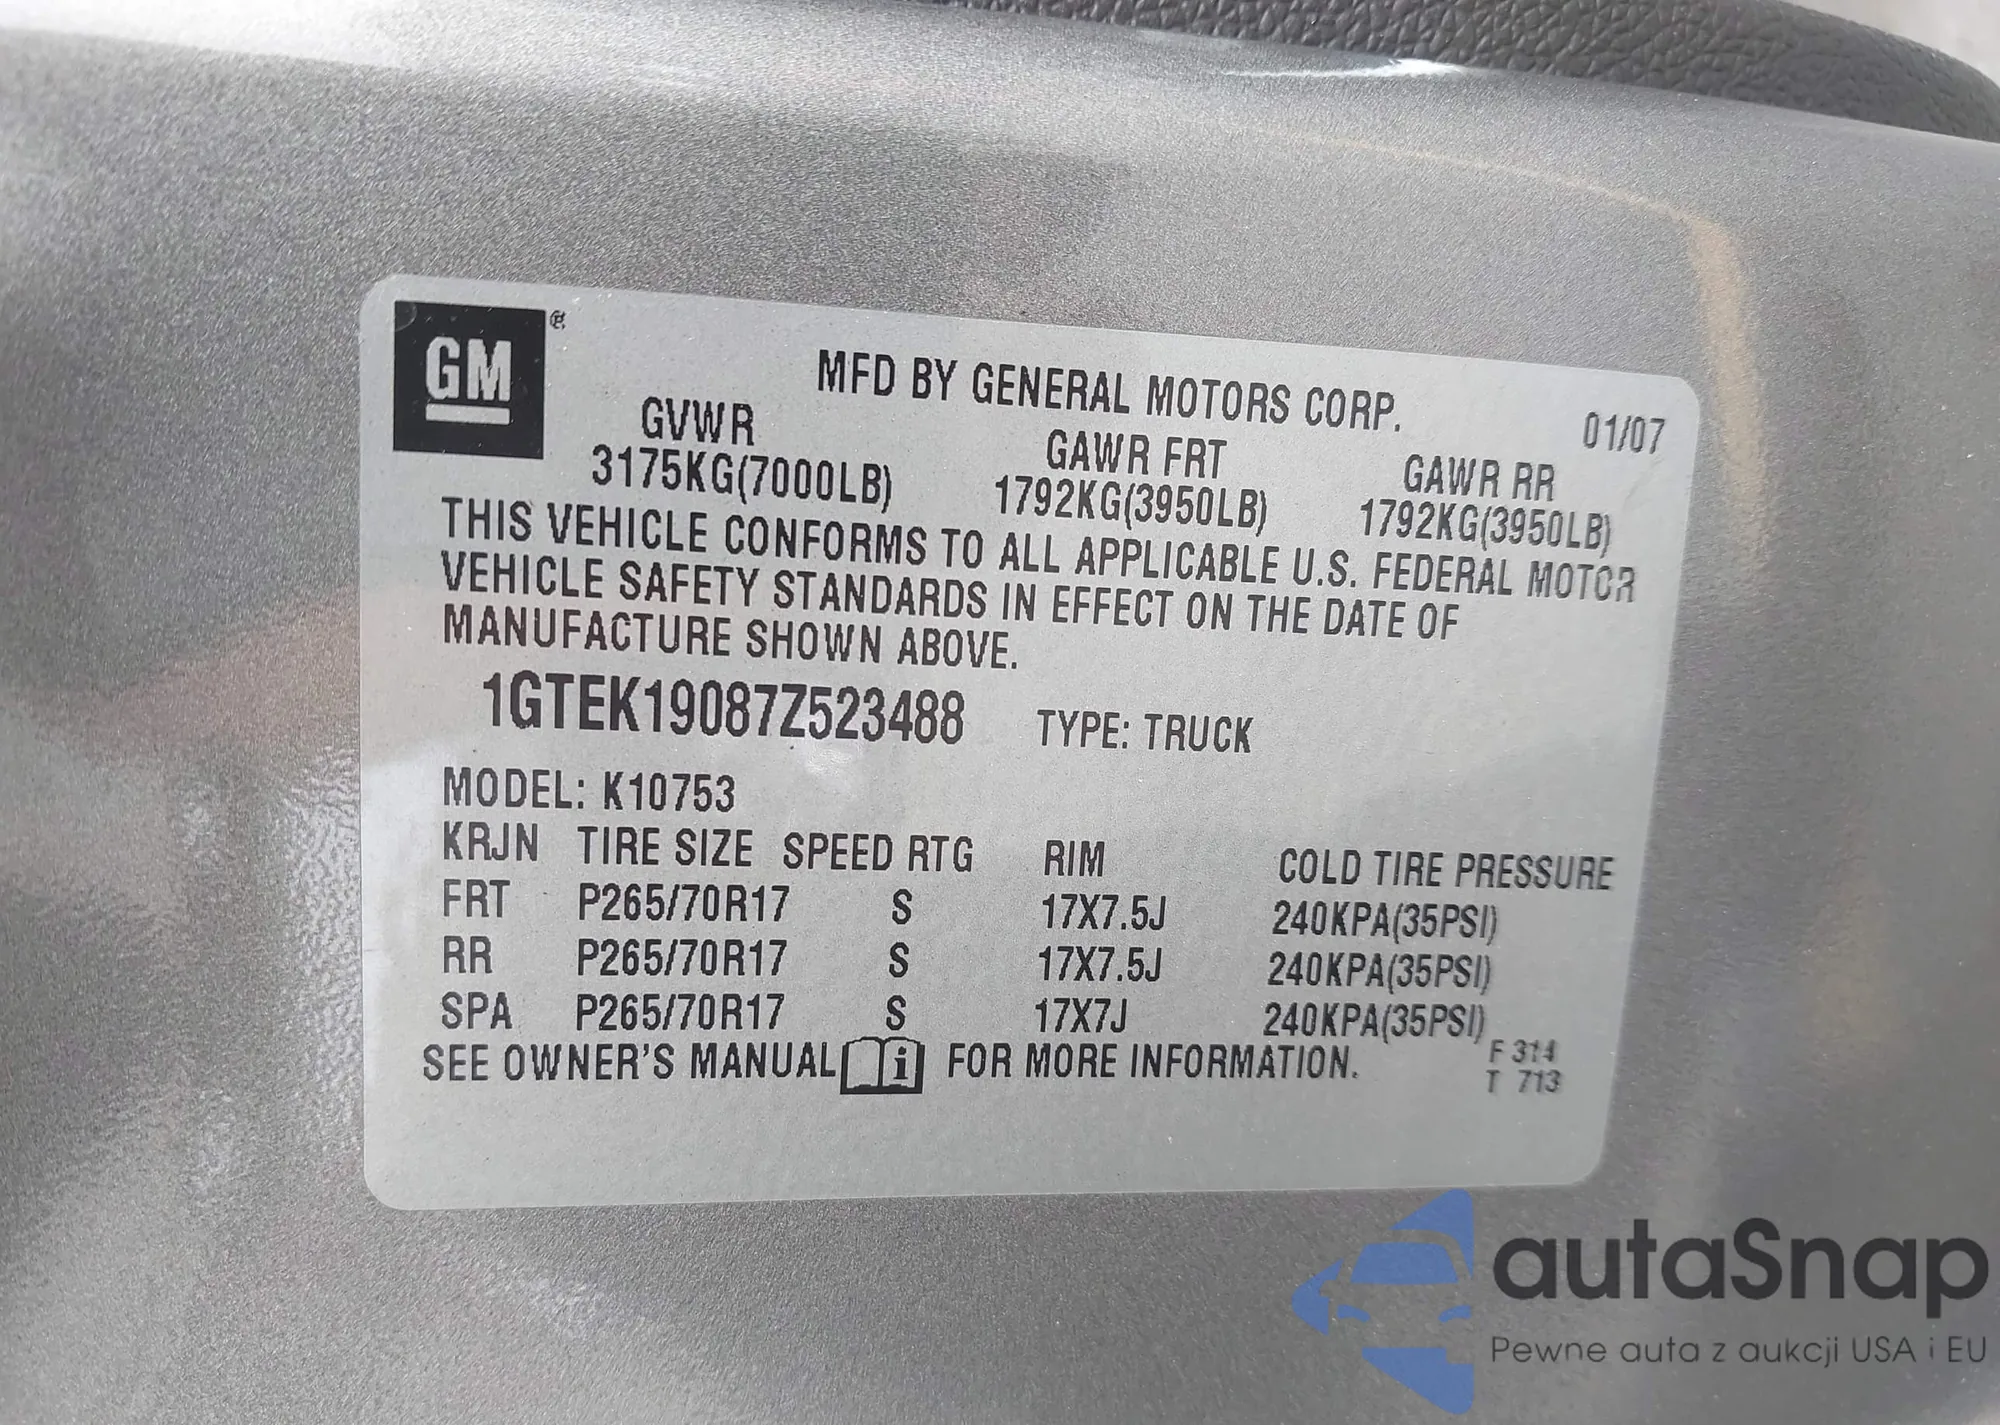 GM ®
MFD BY GENERAL MOTORS CORP.
01/07
GVWR GAWR FRT GAWR RR
3175KG(7000LB) 1792KG(3950LB) 1792KG(3950LB)
THIS VEHICLE CONFORMS TO ALL APPLICABLE U.S. FEDERAL MOTOR
VEHICLE SAFETY STANDARDS IN EFFECT ON THE DATE OF
MANUFACTURE SHOWN ABOVE.
1GTEK19087Z523488 TYPE: TRUCK
MODEL: K10753
KRJN TIRE SIZE SPEED RTG RIM COLD TIRE PRESSURE
FRT P265/70R17 S 17X7.5J 240KPA(35PSI)
RR P265/70R17 S 17X7.5J 240KPA(35PSI)
SPA P265/70R17 S 17X7J 240KPA(35PSI)
SEE OWNER'S MANUAL i FOR MORE INFORMATION.
F 314
T 713
autaSnap
Pewne auta z aukcji USA i EU